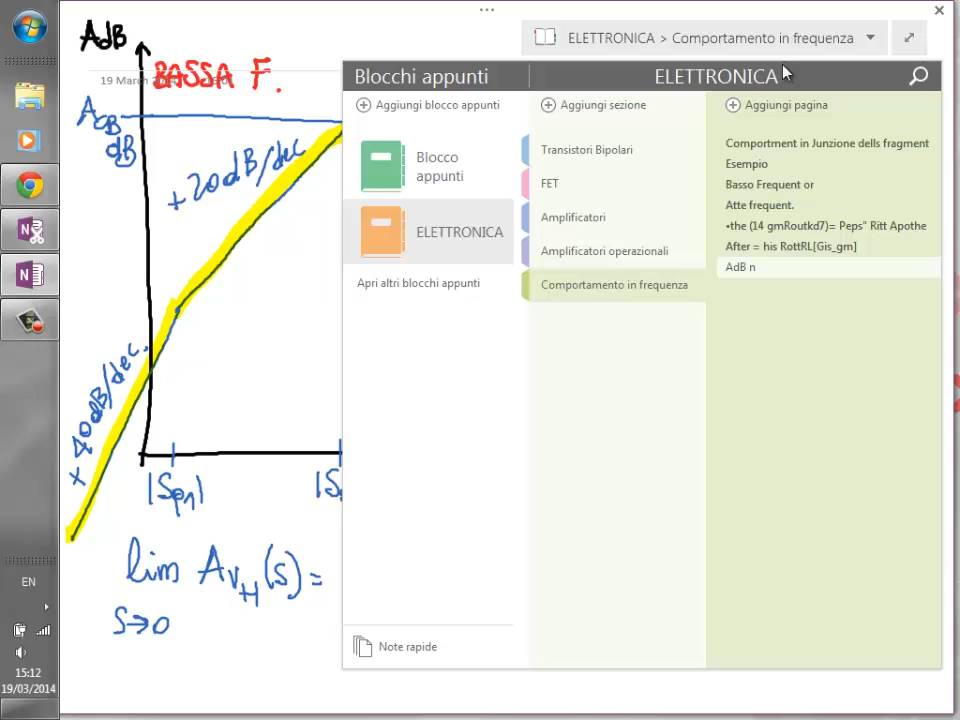 AdB
ELETTRONICA > Comportamento in frequenza
19 March
BASSA F.
Blocchi appunti
ELETTRONICA
Aggiungi blocco appunti
Aggiungi sezione
Aggiungi pagina
dB
+20dB/dec
Blocco appunti
ELETTRONICA
Apri altri blocchi appunti
Transistori Bipolari
FET
Amplificatori
Amplificatori operazionali
Comportamento in frequenza
Comportment in Junzione dells fragment
Esempio
Basso Frequent or
Atte frequent.
•the (14 gmRoutkd7)= Peps" Ritt Apothe
After = his RottRL[Gis_gm]
AdB n
40dB/dec.
|Sp1|
|S
lim AvH(S)=
S→0
Note rapide
EN
15:12
19/03/2014